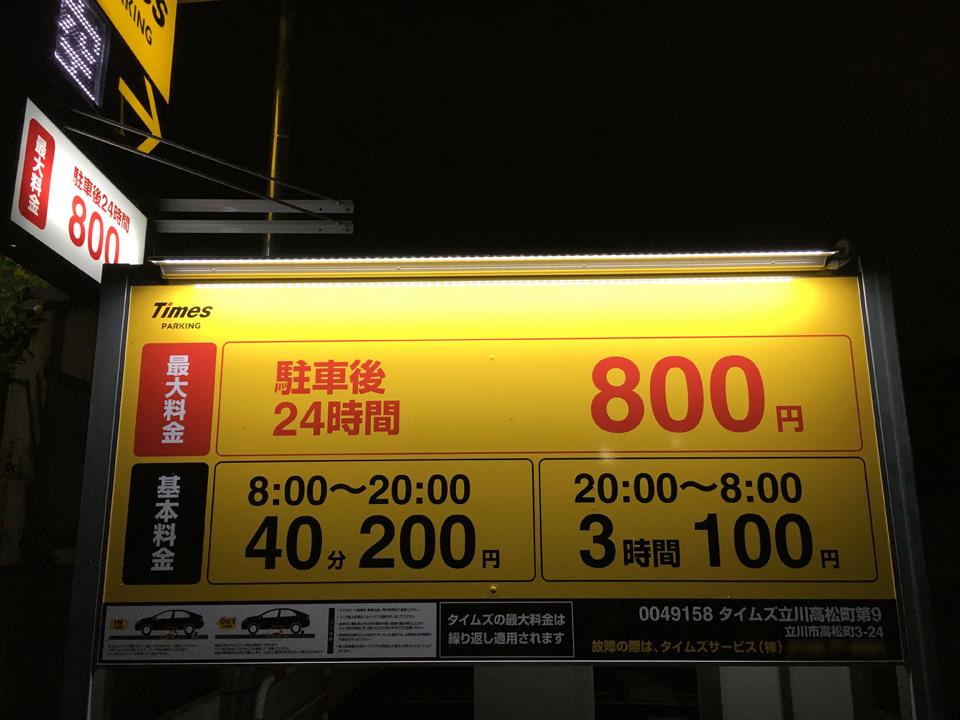 KING
最大料金
駐車後24時間
800
Times
PARKING
最大料金
駐車後
24時間
800円
基本料金
8:00～20:00
40分 200円
20:00～8:00
3時間 100円
IN
OUT
タイムズの最大料金は
繰り返し適用されます
0049158 タイムズ立川高松町第9
立川市高松町3-24
故障の際は、タイムズサービス(株)